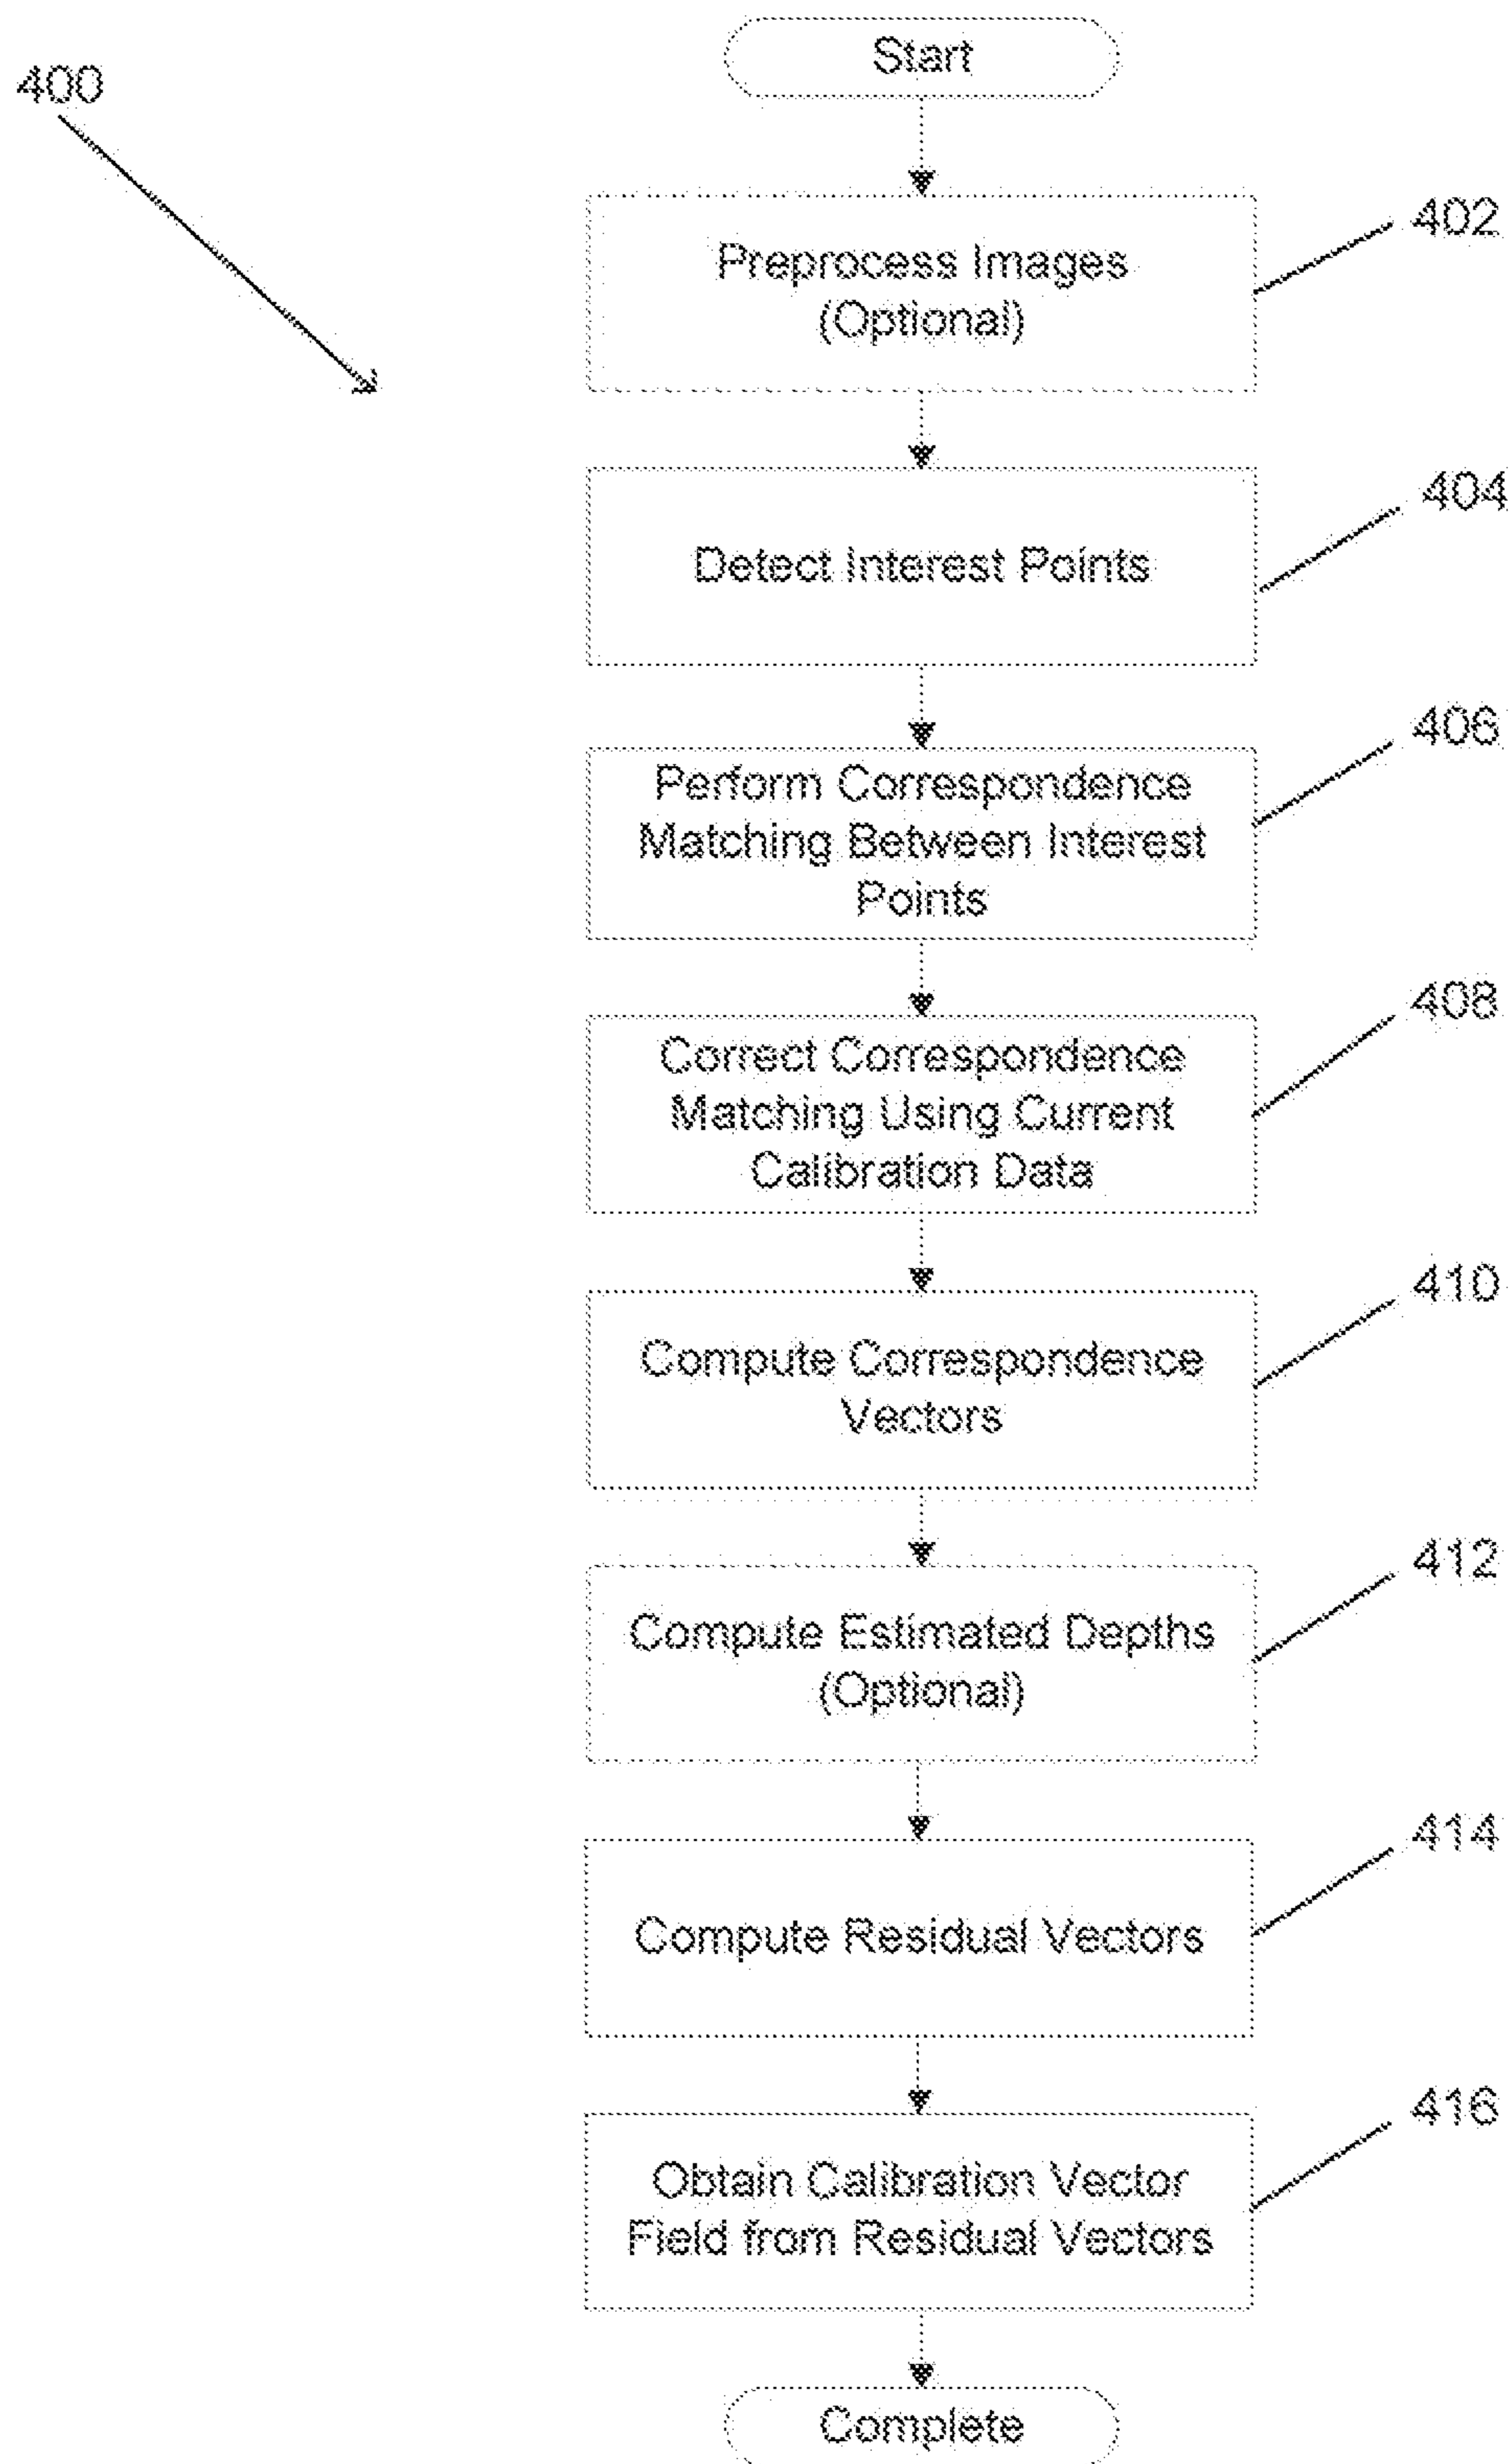 Start
400
402
Preprocess Images
(Optional)
404
Detect Interest Points
406
Perform Correspondence
Matching Between Interest
Points
408
Correct Correspondence
Matching Using Current
Calibration Data
410
Compute Correspondence
Vectors
412
Compute Estimated Depths
(Optional)
414
Compute Residual Vectors
416
Obtain Calibration Vector
Field from Residual Vectors
Complete